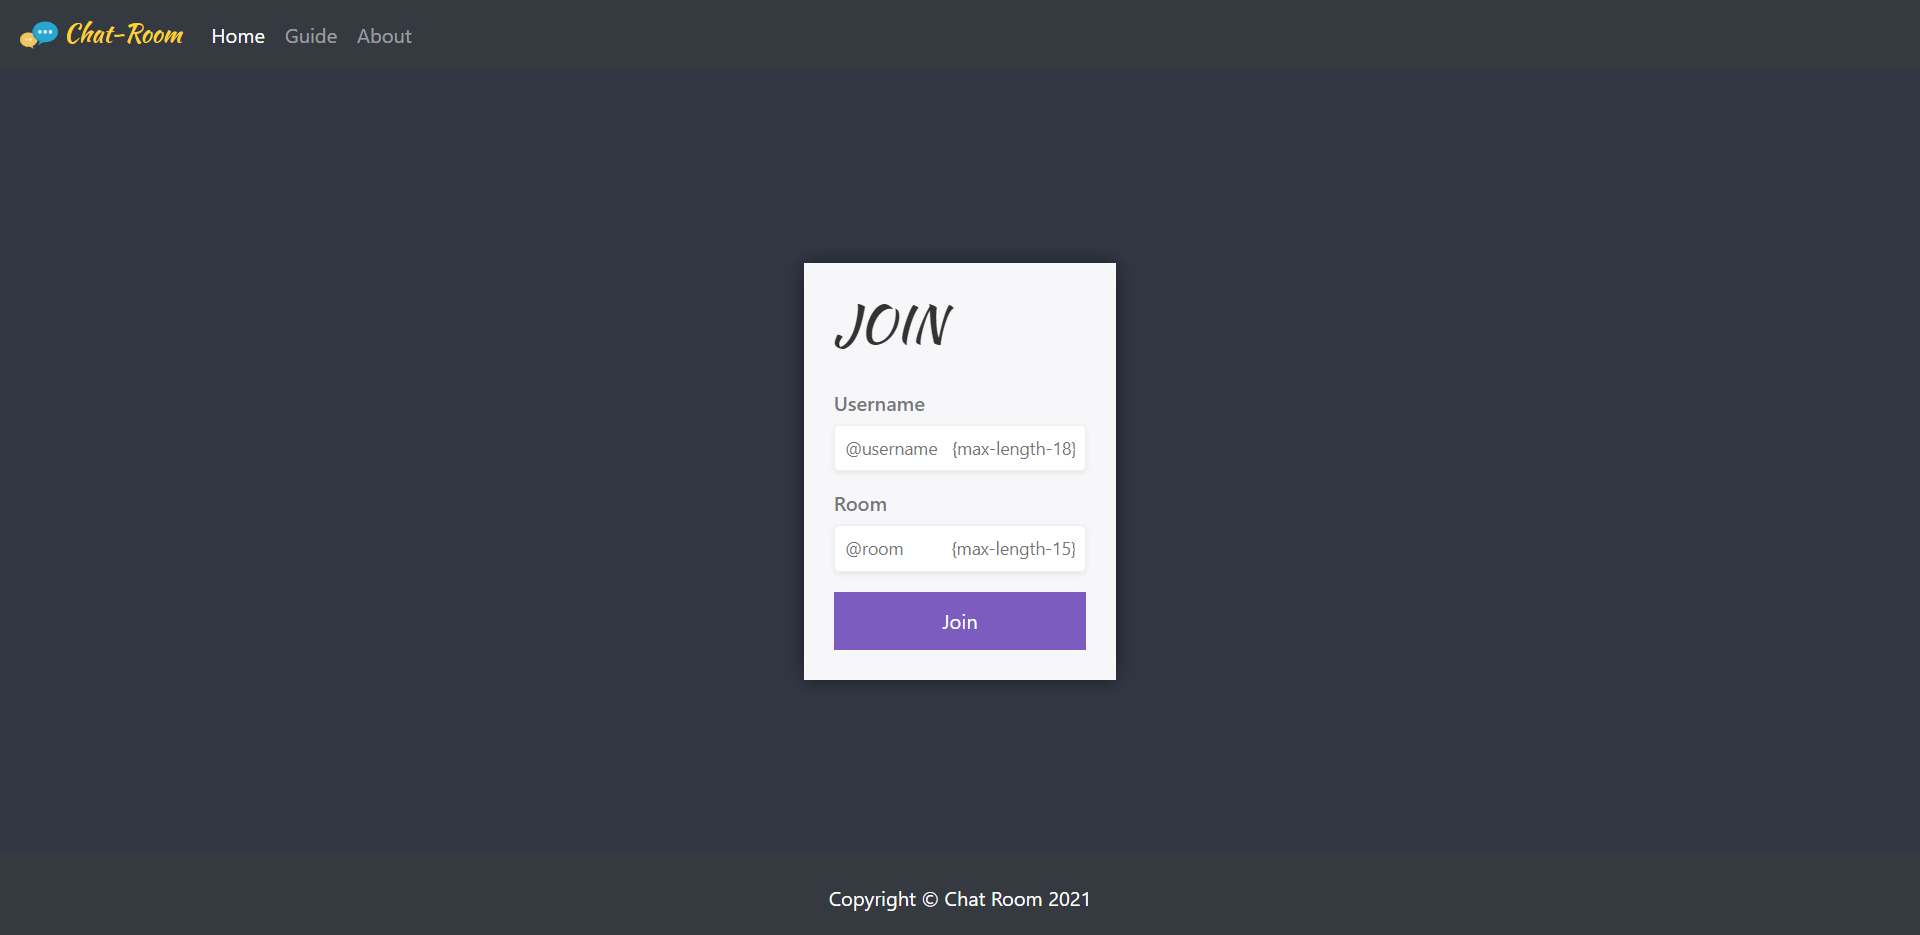 Chat-Room Home Guide About
JOIN
Username
@username {max-length-18}
Room
@room {max-length-15}
Join
Copyright © Chat Room 2021